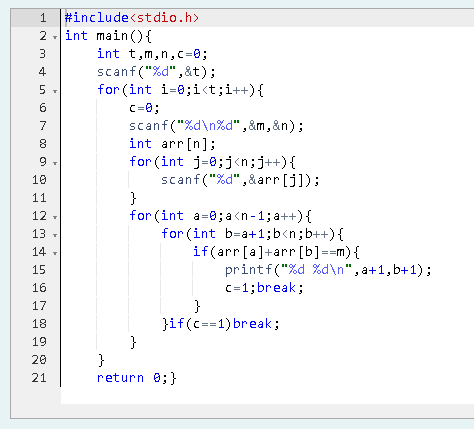 1 #include<stdio.h>
2 int main(){
3 int t,m,n,c=0;
4 scanf("%d",&t);
5 for(int i=0;i<t;i++){
6 c=0;
7 scanf("%d\n%d",&m,&n);
8 int arr[n];
9 for(int j=0;j<n;j++){
10 scanf("%d",&arr[j]);
11 }
12 for(int a=0;a<n-1;a++){
13 for(int b=a+1;b<n;b++){
14 if(arr[a]+arr[b]==m){
15 printf("%d %d\n",a+1,b+1);
16 c=1;break;
17 }
18 }if(c==1)break;
19 }
20 }
21 return 0;}